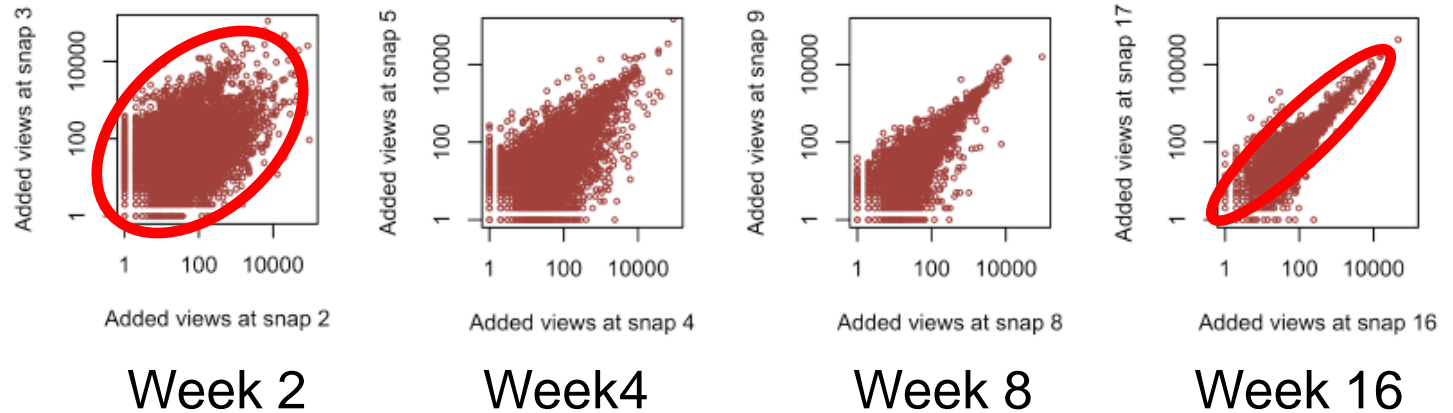 Added views at snap 3
10000
100
1
1 100 10000
Added views at snap 2
Week 2
Added views at snap 5
10000
100
1
1 100 10000
Added views at snap 4
Week4
Added views at snap 9
10000
100
1
1 100 10000
Added views at snap 8
Week 8
Added views at snap 17
10000
100
1
1 100 10000
Added views at snap 16
Week 16